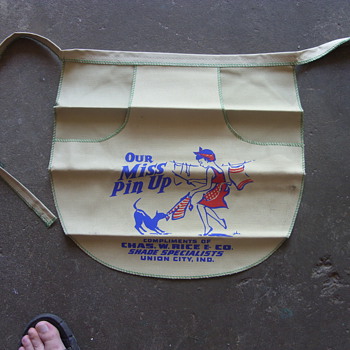 OUR
Miss
Pin Up
COMPLIMENTS OF
CHAS. W. RICE & CO.
SHADE SPECIALISTS
UNION CITY, IND.